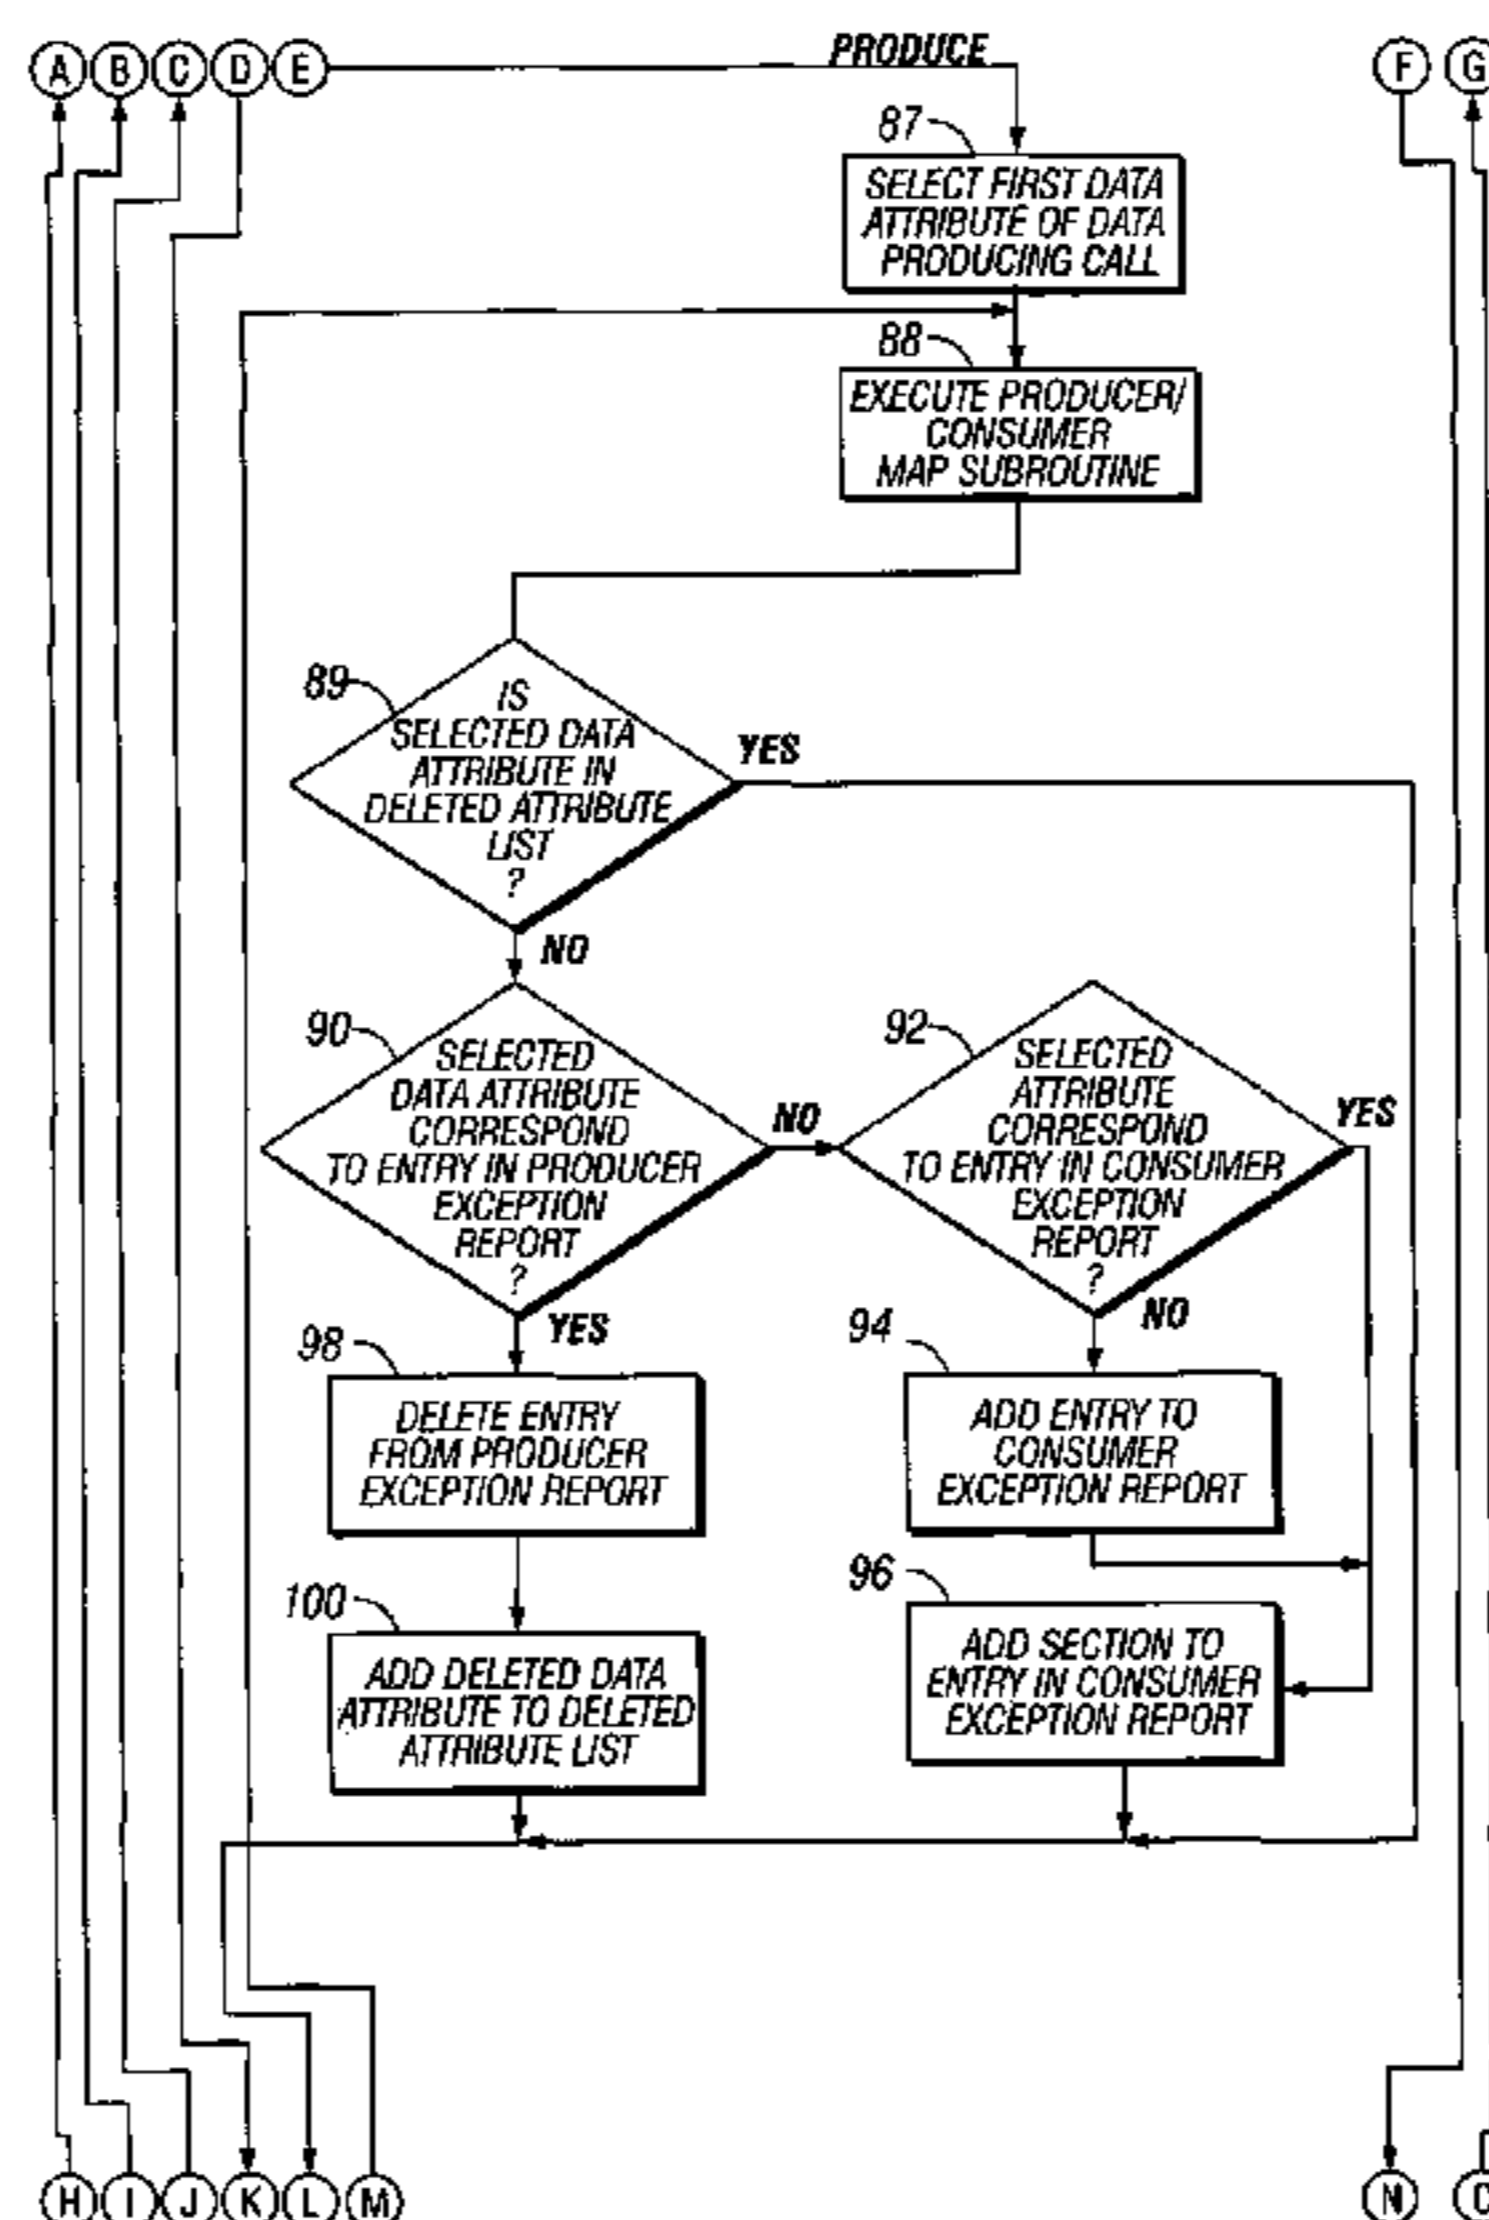 A B C D E
PRODUCE
F G
87
SELECT FIRST DATA
ATTRIBUTE OF DATA
PRODUCING CALL
88
EXECUTE PRODUCER/
CONSUMER
MAP SUBROUTINE
89
IS
SELECTED DATA
ATTRIBUTE IN
DELETED ATTRIBUTE
LIST
?
YES
NO
90
SELECTED
DATA ATTRIBUTE
CORRESPOND
TO ENTRY IN PRODUCER
EXCEPTION
REPORT
?
NO
YES
92
SELECTED
ATTRIBUTE
CORRESPOND
TO ENTRY IN CONSUMER
EXCEPTION
REPORT
?
YES
NO
98
DELETE ENTRY
FROM PRODUCER
EXCEPTION REPORT
94
ADD ENTRY TO
CONSUMER
EXCEPTION REPORT
100
ADD DELETED DATA
ATTRIBUTE TO DELETED
ATTRIBUTE LIST
96
ADD SECTION TO
ENTRY IN CONSUMER
EXCEPTION REPORT
H I J K L M
N